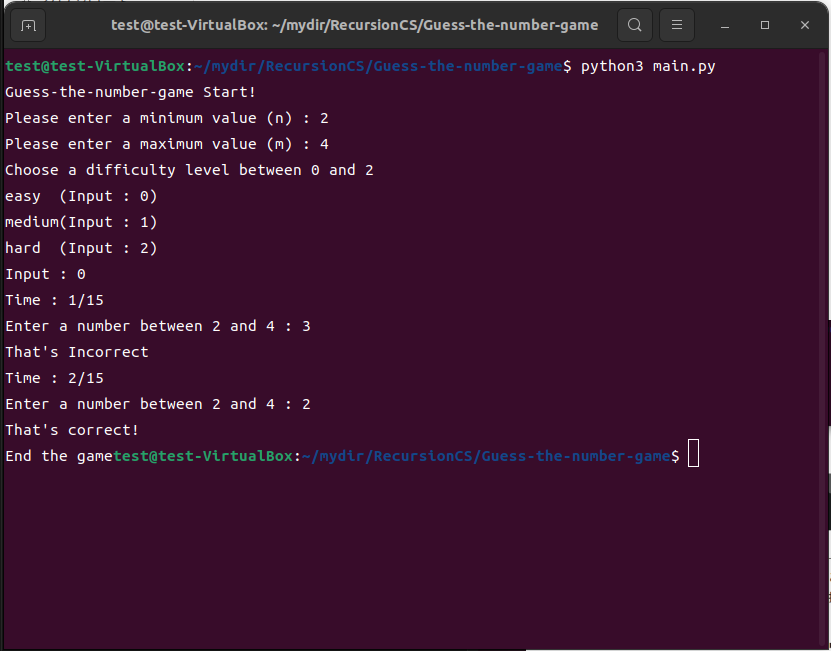 test@test-VirtualBox: ~/mydir/RecursionCS/Guess-the-number-game
test@test-VirtualBox:~/mydir/RecursionCS/Guess-the-number-game$ python3 main.py
Guess-the-number-game Start!
Please enter a minimum value (n) : 2
Please enter a maximum value (m) : 4
Choose a difficulty level between 0 and 2
easy  (Input : 0)
medium(Input : 1)
hard  (Input : 2)
Input : 0
Time : 1/15
Enter a number between 2 and 4 : 3
That's Incorrect
Time : 2/15
Enter a number between 2 and 4 : 2
That's correct!
End the gametest@test-VirtualBox:~/mydir/RecursionCS/Guess-the-number-game$